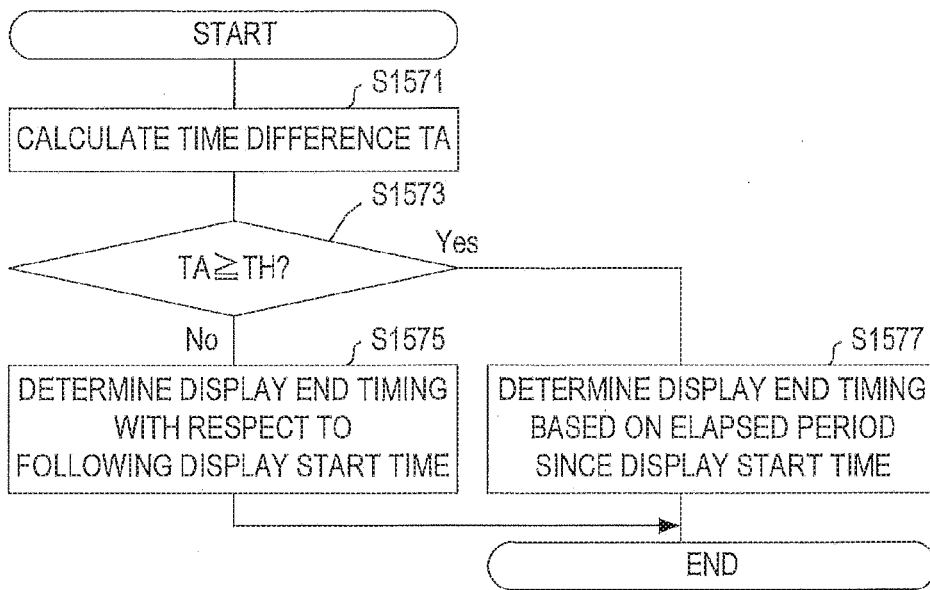 START
S1571
CALCULATE TIME DIFFERENCE TA
S1573
TA≧TH?
Yes
No
S1575
DETERMINE DISPLAY END TIMING
WITH RESPECT TO
FOLLOWING DISPLAY START TIME
S1577
DETERMINE DISPLAY END TIMING
BASED ON ELAPSED PERIOD
SINCE DISPLAY START TIME
END